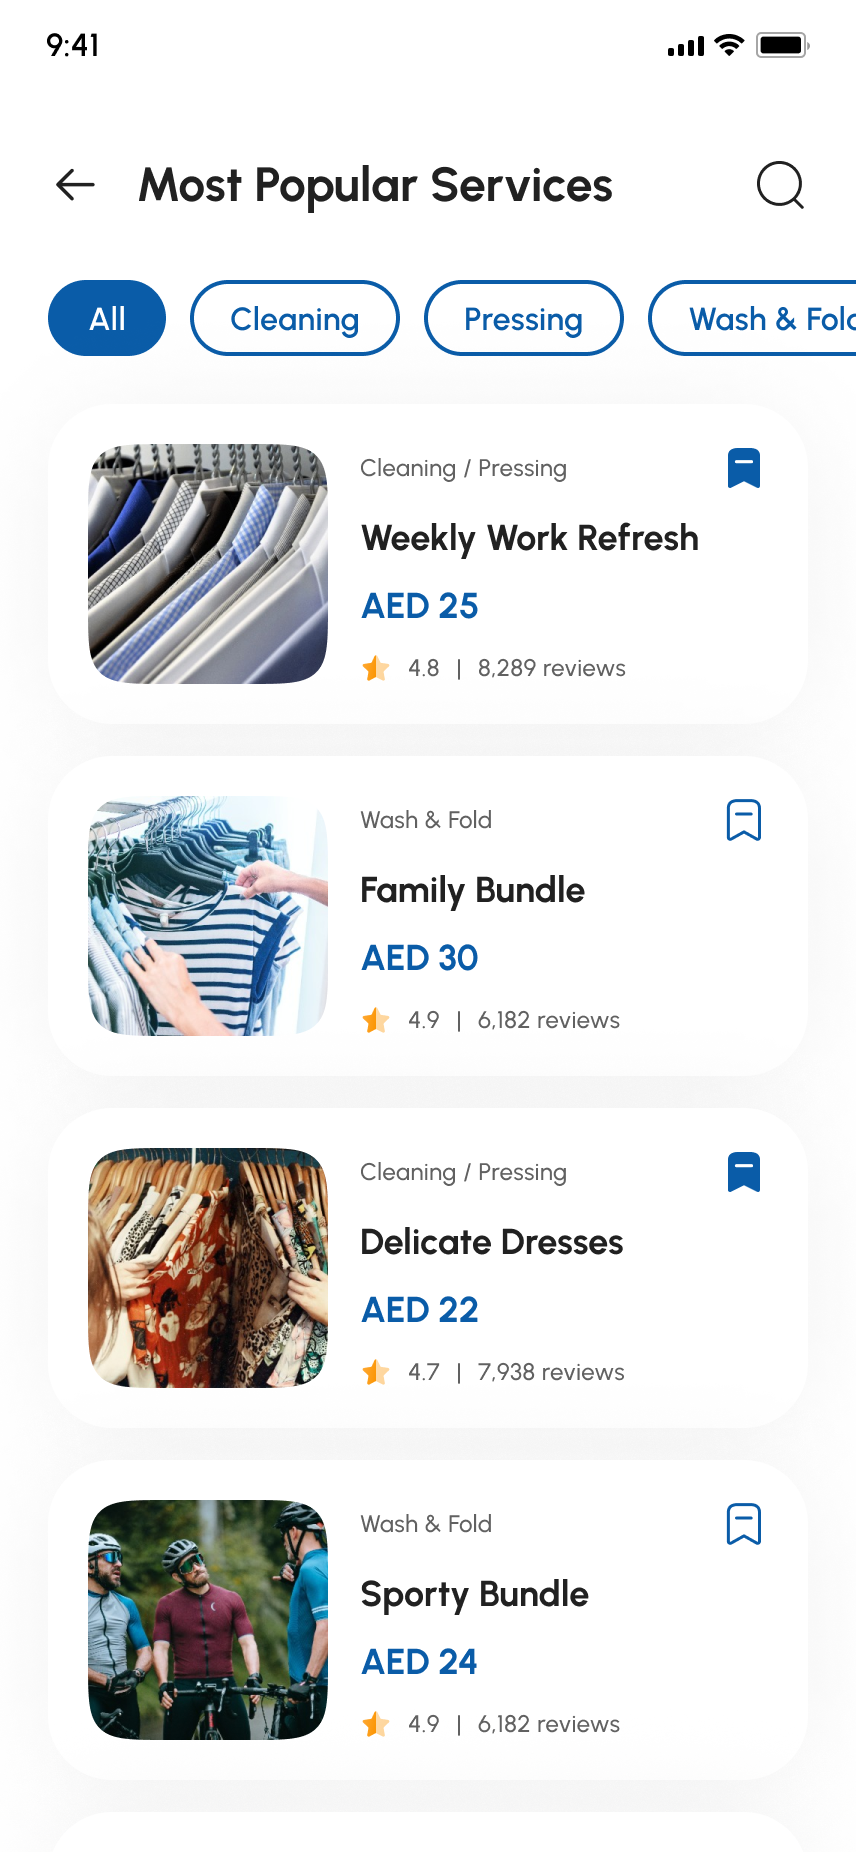 9:41
Most Popular Services
All
Cleaning
Pressing
Wash & Fold
Cleaning / Pressing
Weekly Work Refresh
AED 25
4.8 | 8,289 reviews
Wash & Fold
Family Bundle
AED 30
4.9 | 6,182 reviews
Cleaning / Pressing
Delicate Dresses
AED 22
4.7 | 7,938 reviews
Wash & Fold
Sporty Bundle
AED 24
4.9 | 6,182 reviews